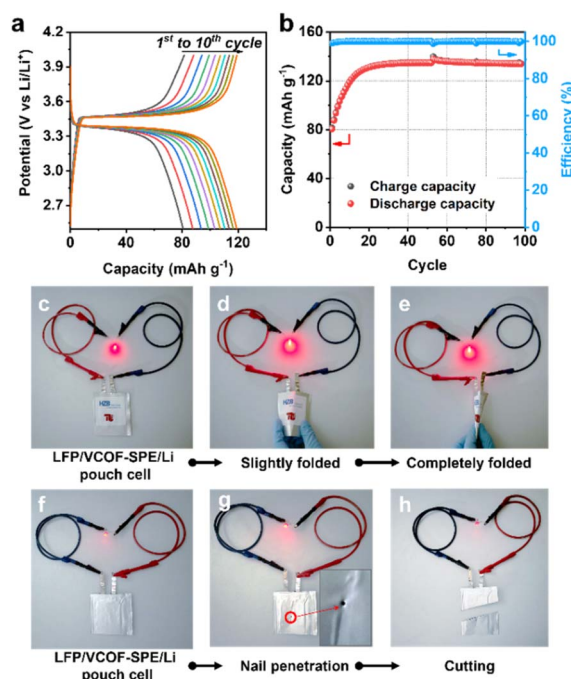 a
1st to 10th cycle
Potential (V vs Li/Li+)
4.2
3.9
3.6
3.3
3.0
2.7
0 40 80 120
Capacity (mAh g-1)
b
Capacity (mAh g-1)
160
120
80
40
0
Charge capacity
Discharge capacity
0 20 40 60 80 100
Cycle
100
80
60
40
20
0
Efficiency (%)
c
d
e
HZB
HZB
LFP/VCOF-SPE/Li
pouch cell
Slightly folded
Completely folded
f
g
h
LFP/VCOF-SPE/Li
pouch cell
Nail penetration
Cutting